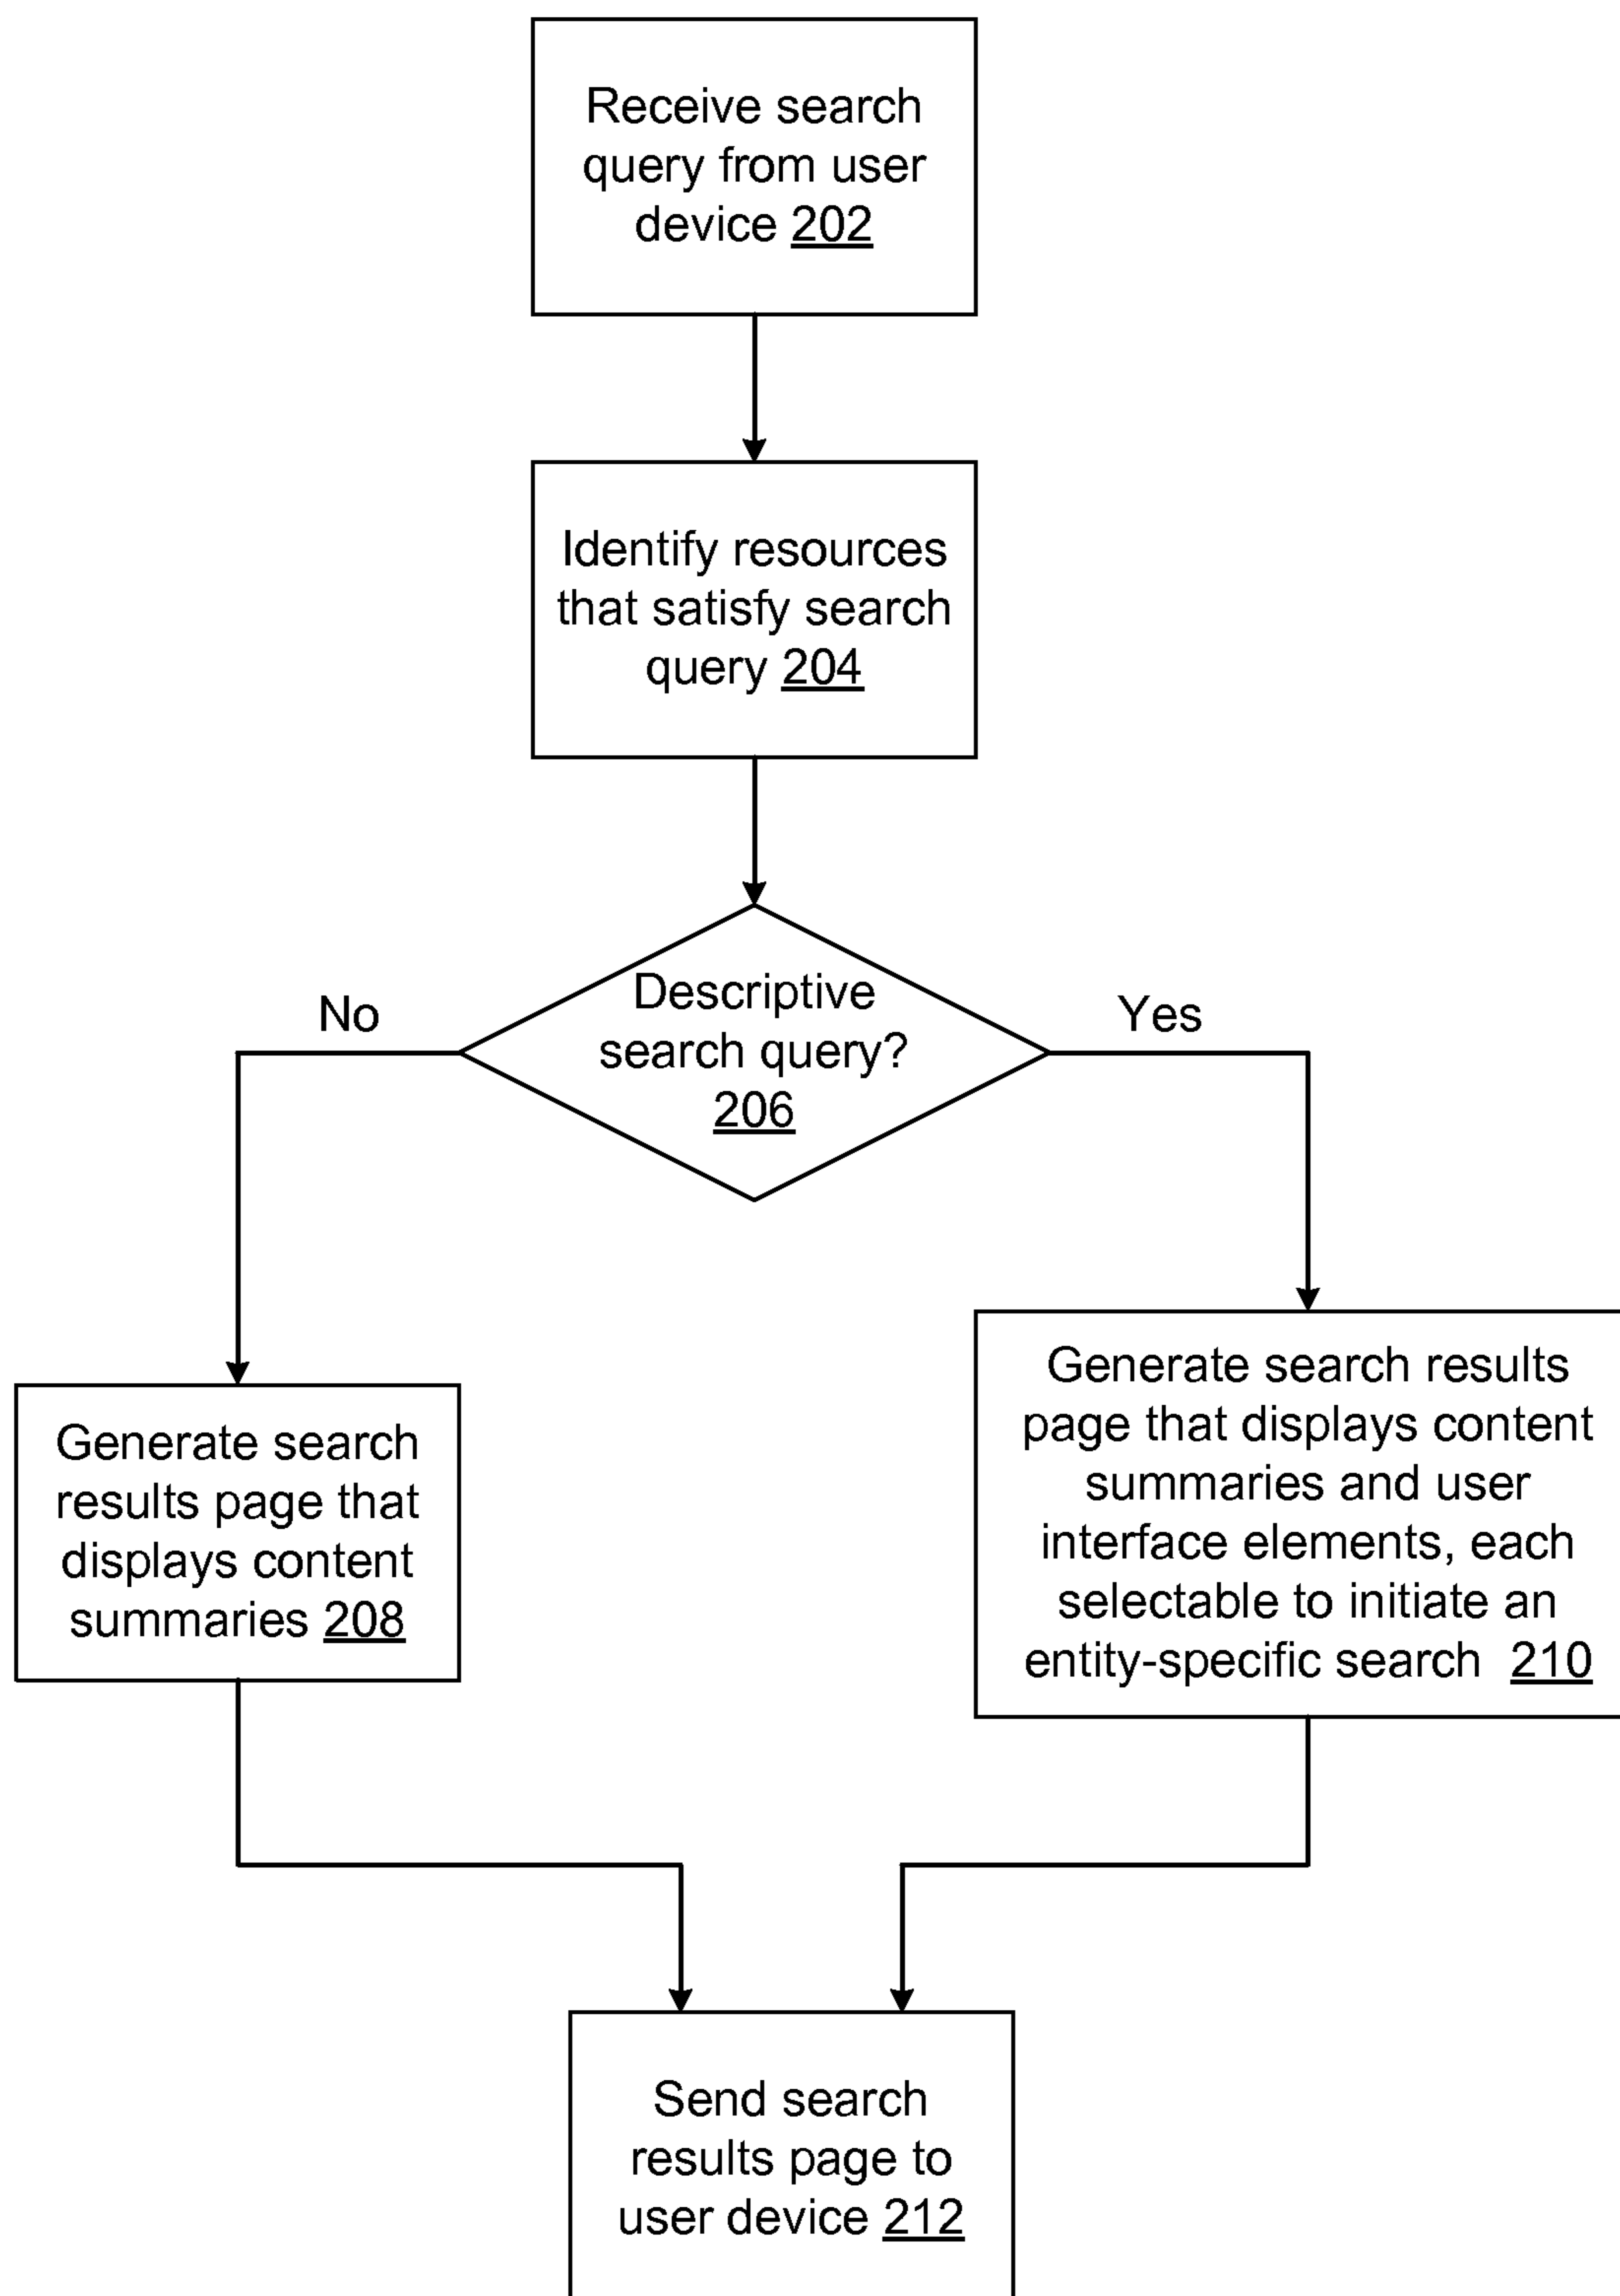 Receive search
query from user
device 202
Identify resources
that satisfy search
query 204
Descriptive
search query?
206
No
Yes
Generate search
results page that
displays content
summaries 208
Generate search results
page that displays content
summaries and user
interface elements, each
selectable to initiate an
entity-specific search 210
Send search
results page to
user device 212